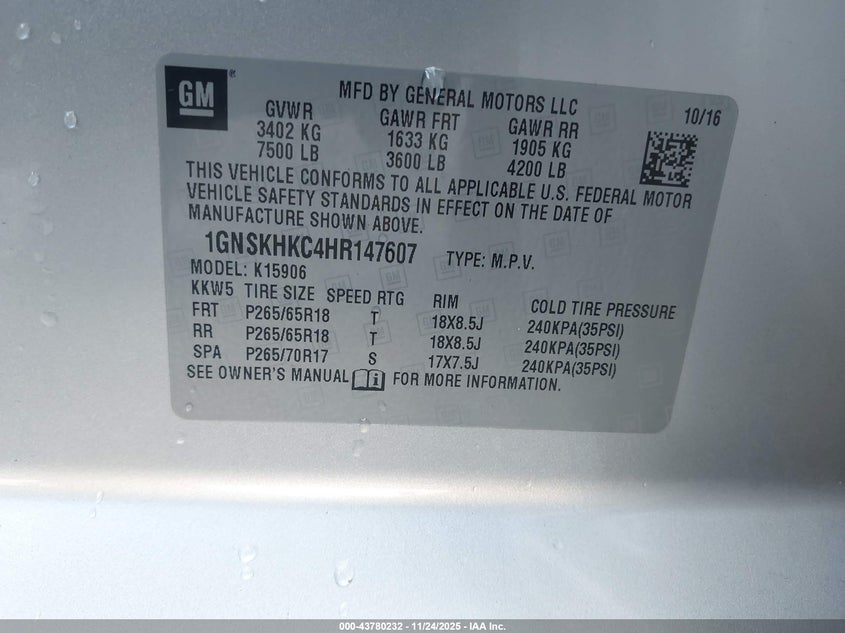 GM
MFD BY GENERAL MOTORS LLC
10/16
GVWR GAWR FRT GAWR RR
3402 KG 1633 KG 1905 KG
7500 LB 3600 LB 4200 LB
THIS VEHICLE CONFORMS TO ALL APPLICABLE U.S. FEDERAL MOTOR
VEHICLE SAFETY STANDARDS IN EFFECT ON THE DATE OF
MANUFACTURE SHOWN ABOVE.
1GNSKHKC4HR147607 TYPE: M.P.V.
MODEL: K15906
KKW5 TIRE SIZE SPEED RTG RIM COLD TIRE PRESSURE
FRT P265/65R18 T 18X8.5J 240KPA(35PSI)
RR P265/65R18 T 18X8.5J 240KPA(35PSI)
SPA P265/70R17 S 17X7.5J 240KPA(35PSI)
SEE OWNER'S MANUAL FOR MORE INFORMATION.
000-43780232 - 11/24/2025 - IAA Inc.